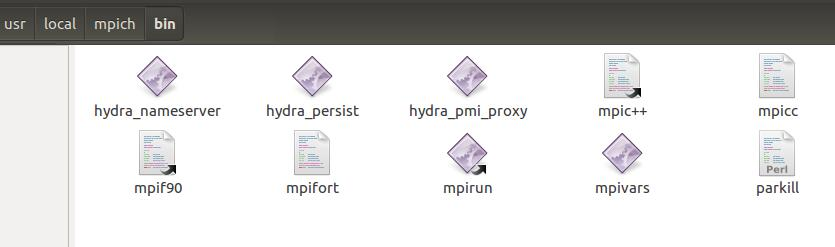 usr local mpich bin
hydra_nameserver hydra_persist hydra_pmi_proxy mpic++ mpicc
mpif90 mpifort mpirun mpivars parkill
Perl